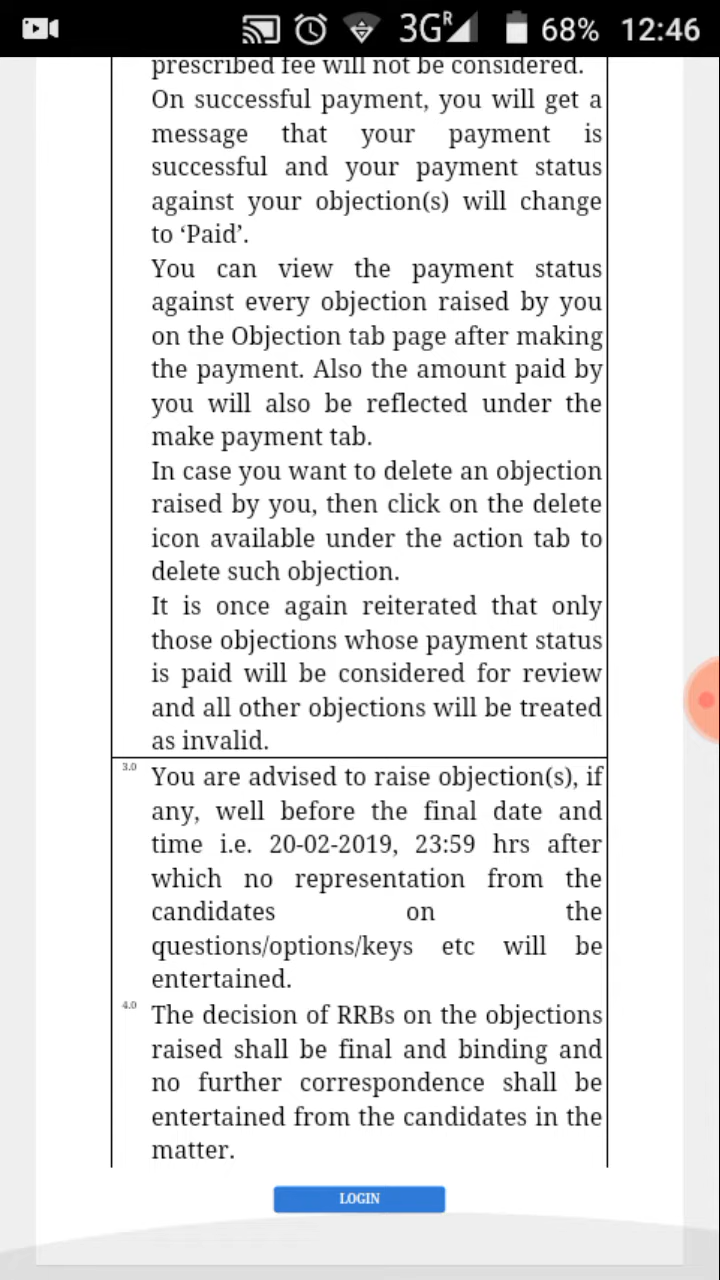 3G R 68% 12:46
prescribed fee will not be considered.
On successful payment, you will get a
message that your payment is
successful and your payment status
against your objection(s) will change
to ‘Paid’.
You can view the payment status
against every objection raised by you
on the Objection tab page after making
the payment. Also the amount paid by
you will also be reflected under the
make payment tab.
In case you want to delete an objection
raised by you, then click on the delete
icon available under the action tab to
delete such objection.
It is once again reiterated that only
those objections whose payment status
is paid will be considered for review
and all other objections will be treated
as invalid.
3.0 You are advised to raise objection(s), if
any, well before the final date and
time i.e. 20-02-2019, 23:59 hrs after
which no representation from the
candidates on the
questions/options/keys etc will be
entertained.
4.0 The decision of RRBs on the objections
raised shall be final and binding and
no further correspondence shall be
entertained from the candidates in the
matter.
LOGIN